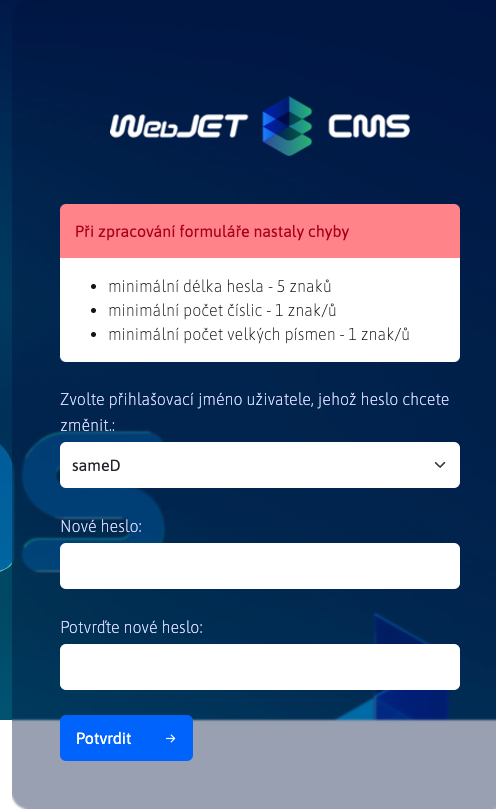 WebJET CMS
Při zpracování formuláře nastaly chyby
minimální délka hesla - 5 znaků
minimální počet číslic - 1 znak/ů
minimální počet velkých písmen - 1 znak/ů
Zvolte přihlašovací jméno uživatele, jehož heslo chcete
změnit.:
sameD
Nové heslo:
Potvrďte nové heslo:
Potvrdit